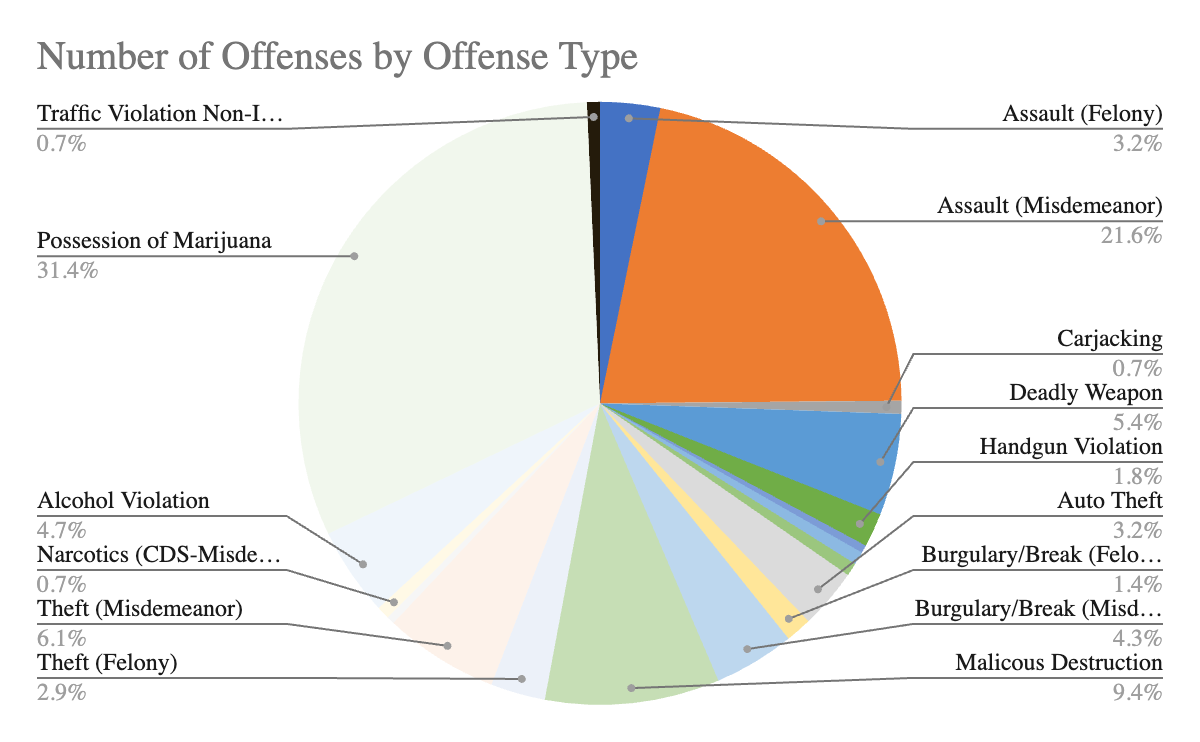 Number of Offenses by Offense Type
Traffic Violation Non-I…
0.7%
Possession of Marijuana
31.4%
Alcohol Violation
4.7%
Narcotics (CDS-Misde…
0.7%
Theft (Misdemeanor)
6.1%
Theft (Felony)
2.9%
Assault (Felony)
3.2%
Assault (Misdemeanor)
21.6%
Carjacking
0.7%
Deadly Weapon
5.4%
Handgun Violation
1.8%
Auto Theft
3.2%
Burgulary/Break (Felo…
1.4%
Burgulary/Break (Misd…
4.3%
Malicous Destruction
9.4%